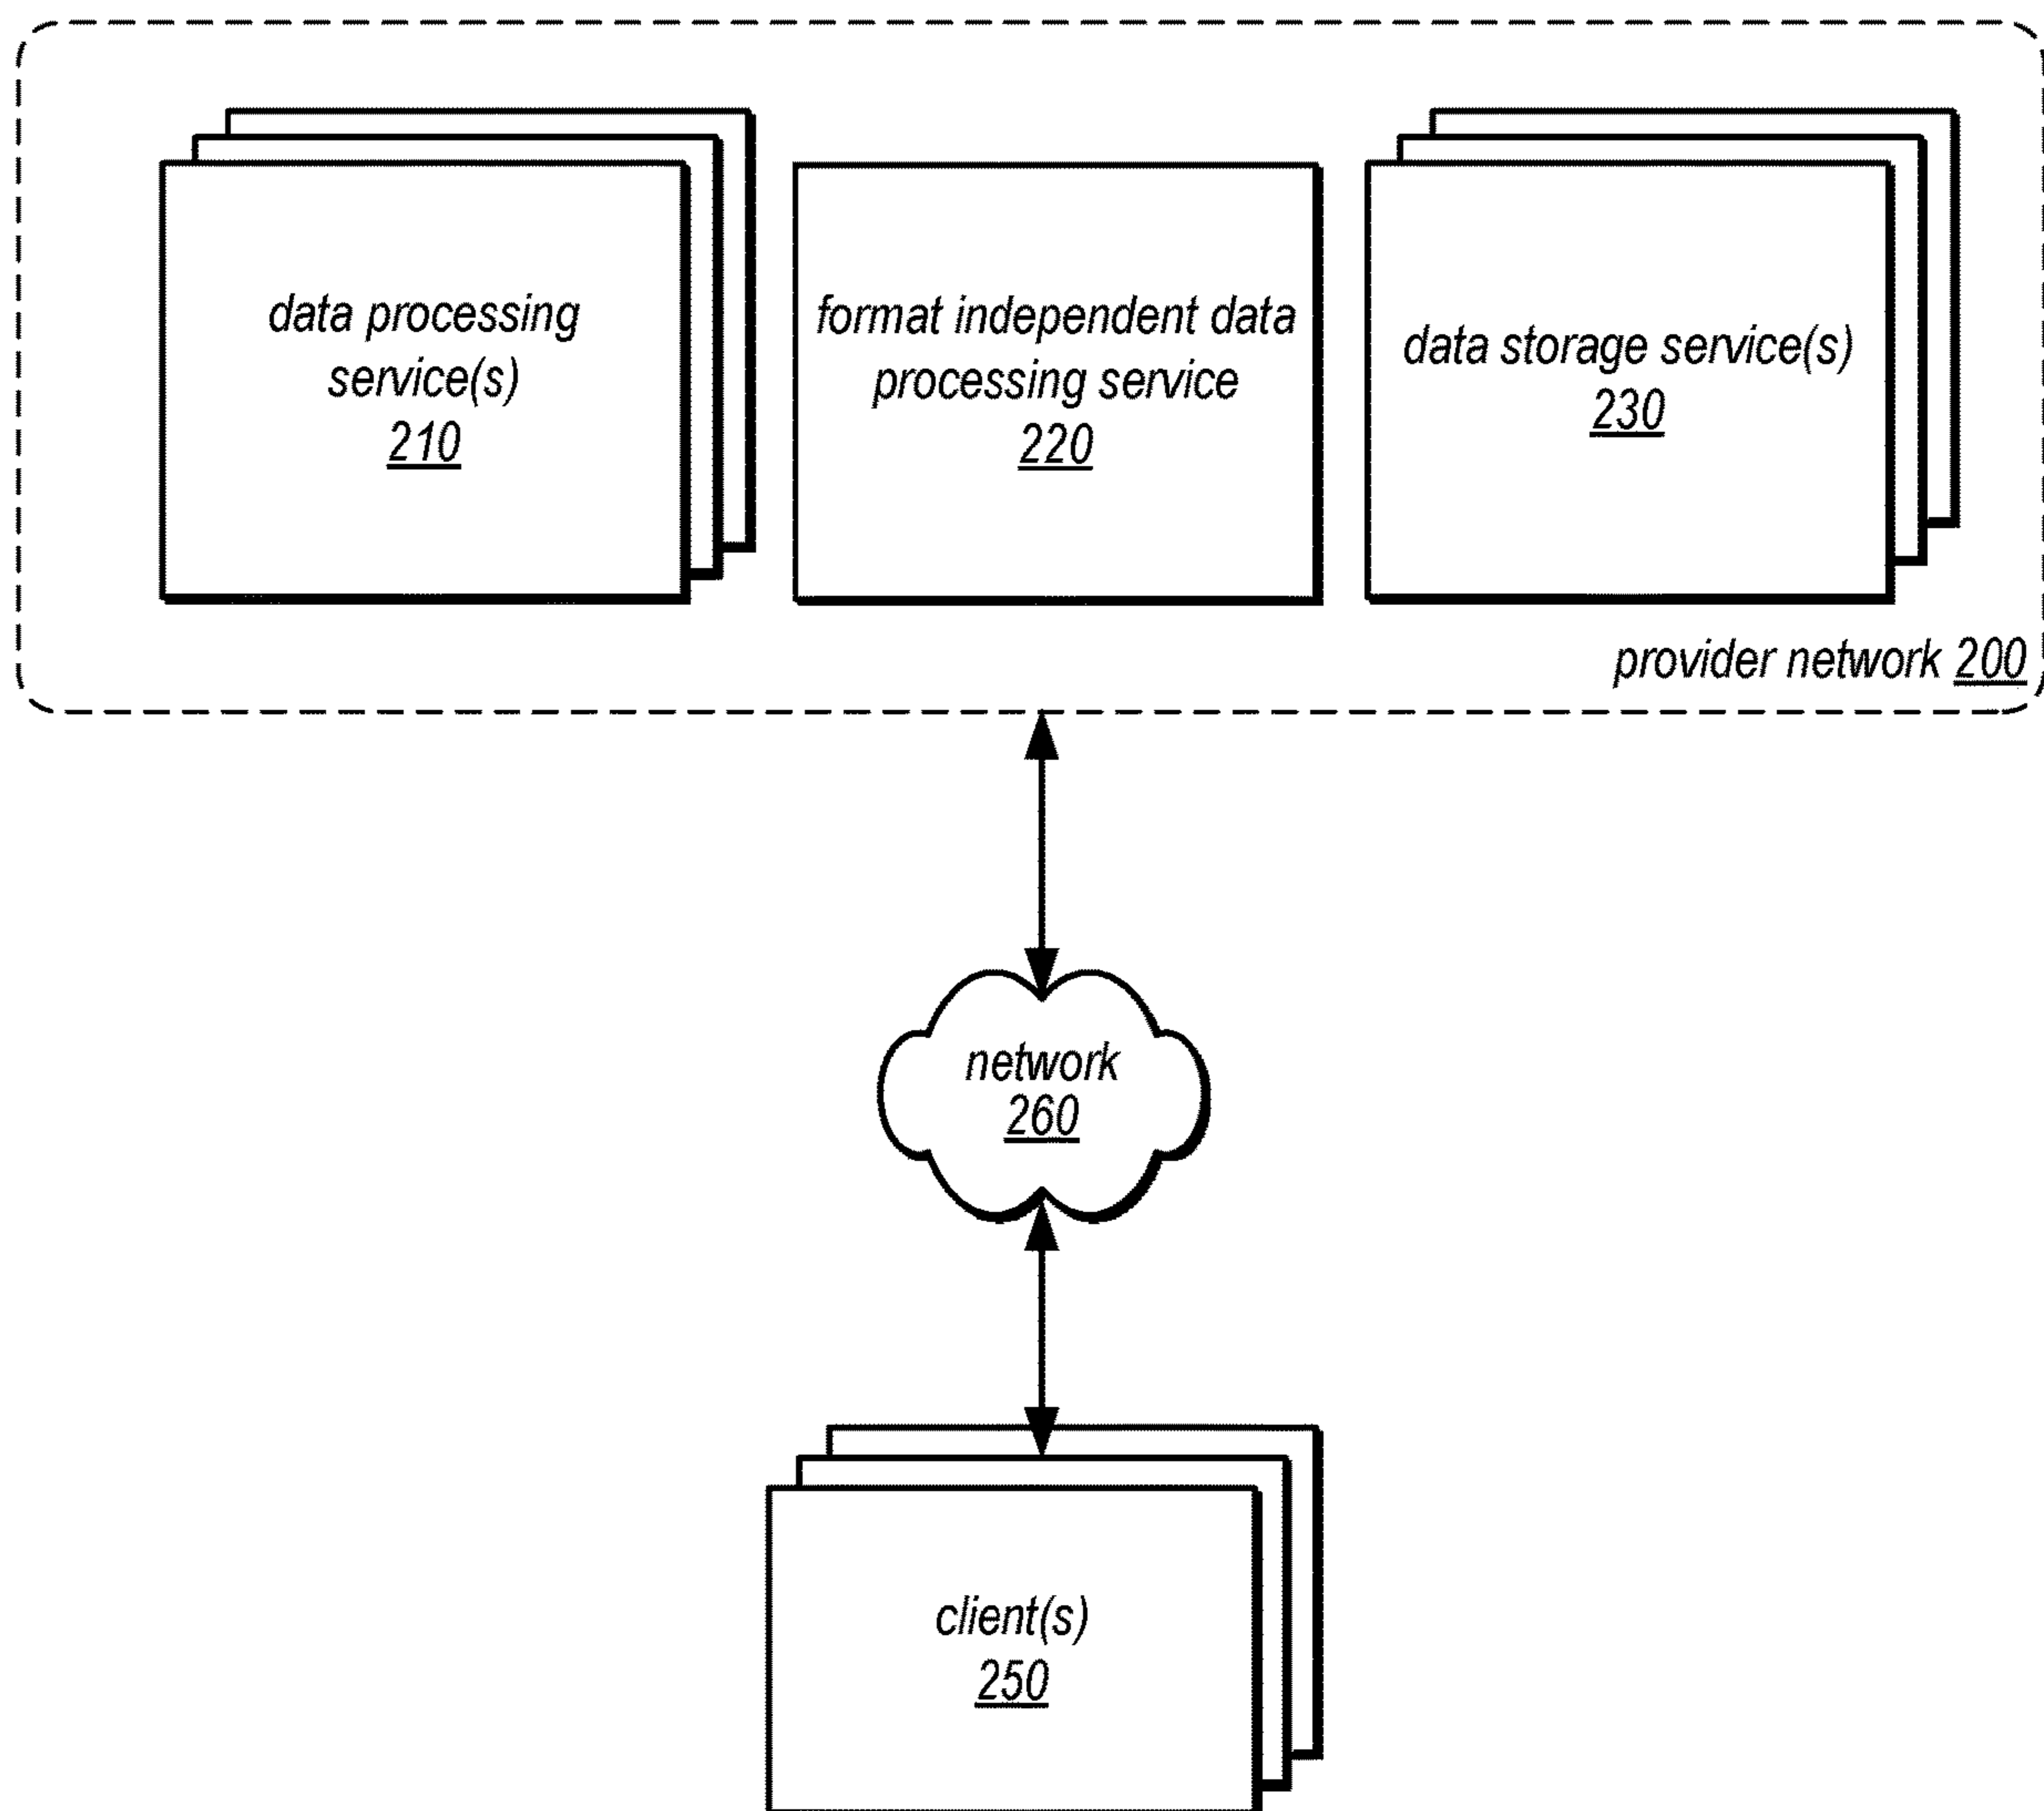 data processing
service(s)
210
format independent data
processing service
220
data storage service(s)
230
provider network 200
network
260
client(s)
250